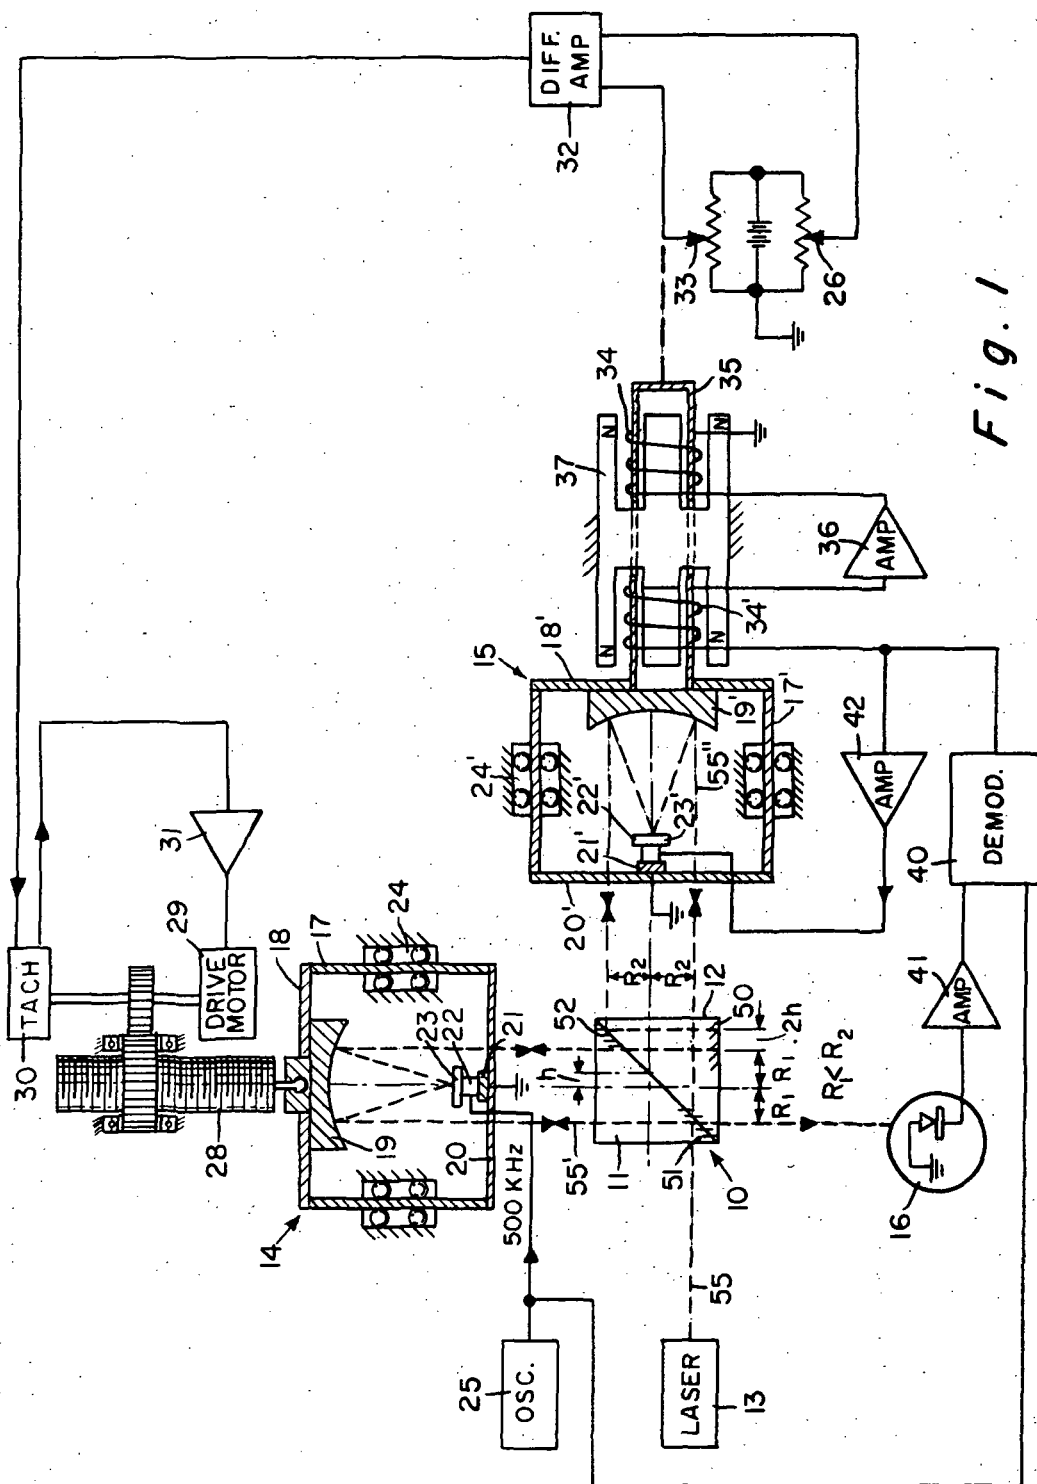 DIFF.
AMP
32
33
26
Fig. 1
34
35
37
N
N
N
N
36
AMP
34'
15
18'
19'
17'
24'
22'
23'
21'
55"
20'
42
AMP
40
DEMOD.
41
AMP
31
29
DRIVE
MOTOR
TACH
30
28
18
17
24
23
22
21
19
20
14
500 KHz
R2
R2
12
52
50
2h
h
R1
R1
R1<R2
55'
11
51
10
16
25
OSC.
55
LASER
13